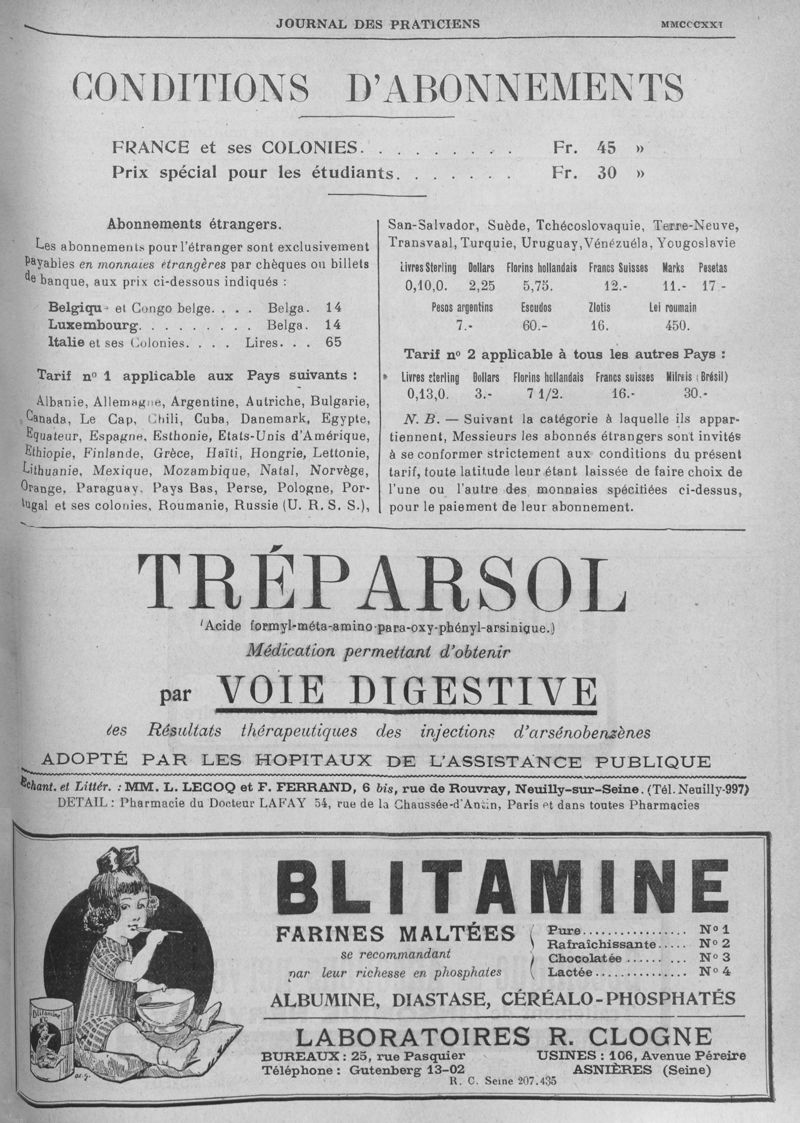 JOURNAL DES PRATICIENS
MMCCCXXI
CONDITIONS D'ABONNEMENTS
FRANCE et ses COLONIES. . . . . . . . . Fr. 45 »
Prix spécial pour les étudiants. . . . . . . Fr. 30 »
Abonnements étrangers.
Les abonnements pour l'étranger sont exclusivement
payables en monnaies étrangères par chèques ou billets
de banque, aux prix ci-dessous indiqués :
Belgique et Congo belge. . . . Belga. 14
Luxembourg. . . . . . . . . Belga. 14
Italie et ses Colonies. . . . Lires. . . 65
Tarif nº 1 applicable aux Pays suivants :
Albanie, Allemagne, Argentine, Autriche, Bulgarie,
Canada, Le Cap, Chili, Cuba, Danemark, Egypte,
Equateur, Espagne, Esthonie, Etats-Unis d'Amérique,
Ethiopie, Finlande, Grèce, Haïti, Hongrie, Lettonie,
Lithuanie, Mexique, Mozambique, Natal, Norvège,
Orange, Paraguay, Pays Bas, Perse, Pologne, Por-
tugal et ses colonies, Roumanie, Russie (U. R. S. S.),
San-Salvador, Suède, Tchécoslovaquie, Terre-Neuve,
Transvaal, Turquie, Uruguay, Vénézuéla, Yougoslavie
Livres Sterling Dollars Florins hollandais Francs Suisses Marks Pesetas
0,10,0. 2,25 5,75. 12.- 11.- 17 -
Pesos argentins Escudos Zlotis Lei roumain
7.- 60.- 16. 450.
Tarif nº 2 applicable à tous les autres Pays :
Livres sterling Dollars Florins hollandais Francs suisses Milreis (Brésil)
0,13,0. 3.- 7 1/2. 16.- 30.-
N. B. — Suivant la catégorie à laquelle ils appar-
tiennent, Messieurs les abonnés étrangers sont invités
à se conformer strictement aux conditions du présent
tarif, toute latitude leur étant laissée de faire choix de
l'une ou l'autre des monnaies spécifiées ci-dessus,
pour le paiement de leur abonnement.
TRÉPARSOL
(Acide formyl-méta-amino-para-oxy-phényl-arsinique.)
Médication permettant d'obtenir
par VOIE DIGESTIVE
les Résultats thérapeutiques des injections d'arsénobenzènes
ADOPTÉ PAR LES HOPITAUX DE L'ASSISTANCE PUBLIQUE
Echant. et Littér. : MM. L. LECOQ et F. FERRAND, 6 bis, rue de Rouvray, Neuilly-sur-Seine. (Tél. Neuilly-997)
DETAIL : Pharmacie du Docteur LAFAY 54, rue de la Chaussée-d'Antin, Paris et dans toutes Pharmacies
BLITAMINE
FARINES MALTÉES
se recommandant
par leur richesse en phosphates
Pure................. Nº 1
Rafraîchissante..... Nº 2
Chocolatée .......... Nº 3
Lactée............... Nº 4
ALBUMINE, DIASTASE, CÉRÉALO-PHOSPHATÉS
LABORATOIRES R. CLOGNE
BUREAUX : 25, rue Pasquier
Téléphone : Gutenberg 13-02
USINES : 106, Avenue Péreire
ASNIÈRES (Seine)
R. C. Seine 207.435
Blitamine